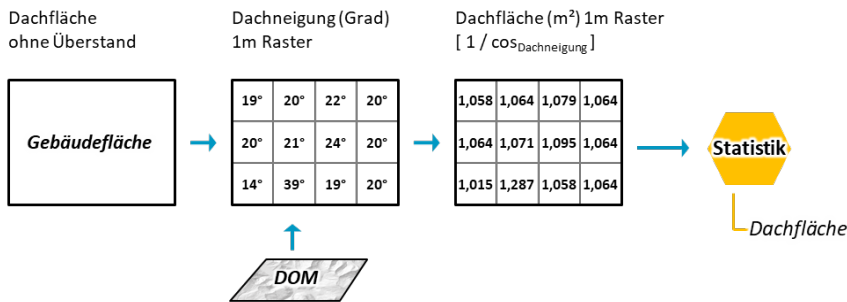 Dachfläche
ohne Überstand
Dachneigung (Grad)
1m Raster
Dachfläche (m²) 1m Raster
[ 1 / cosDachneigung ]
Gebäudefläche
19° 20° 22° 20°
20° 21° 24° 20°
14° 39° 19° 20°
1,058 1,064 1,079 1,064
1,064 1,071 1,095 1,064
1,015 1,287 1,058 1,064
Statistik
Dachfläche
DOM